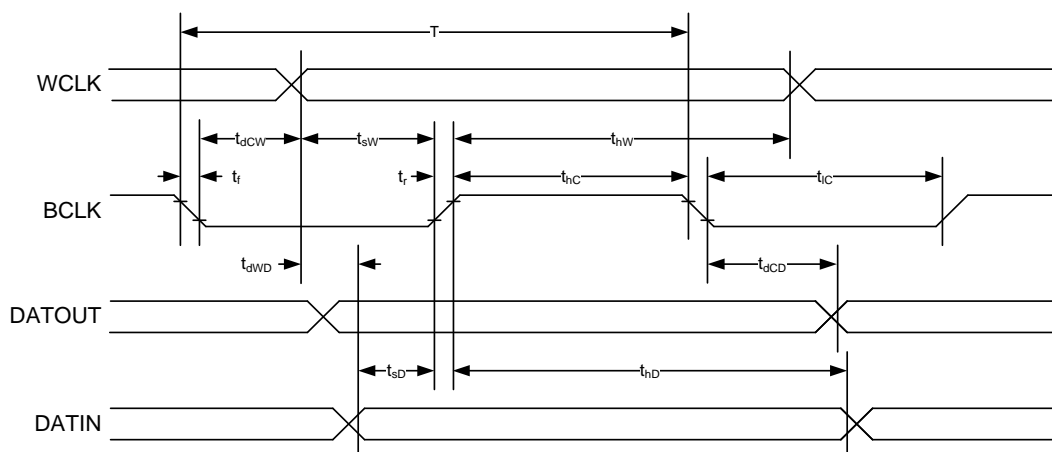 T
WCLK
tdCW
tsW
thW
tf
tr
thC
tlC
BCLK
tdWD
tdCD
DATOUT
tsD
thD
DATIN